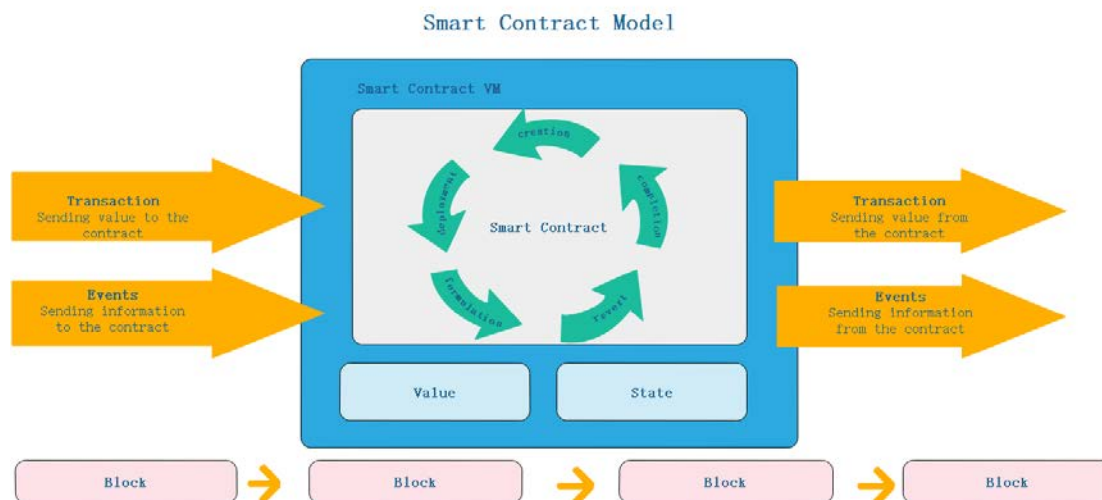 Smart Contract Model
Smart Contract VM
creation
deployment
completion
Smart Contract
formulation
revert
Transaction
Sending value to the
contract
Events
Sending information
to the contract
Transaction
Sending value from
the contract
Events
Sending information
from the contract
Value
State
Block
Block
Block
Block